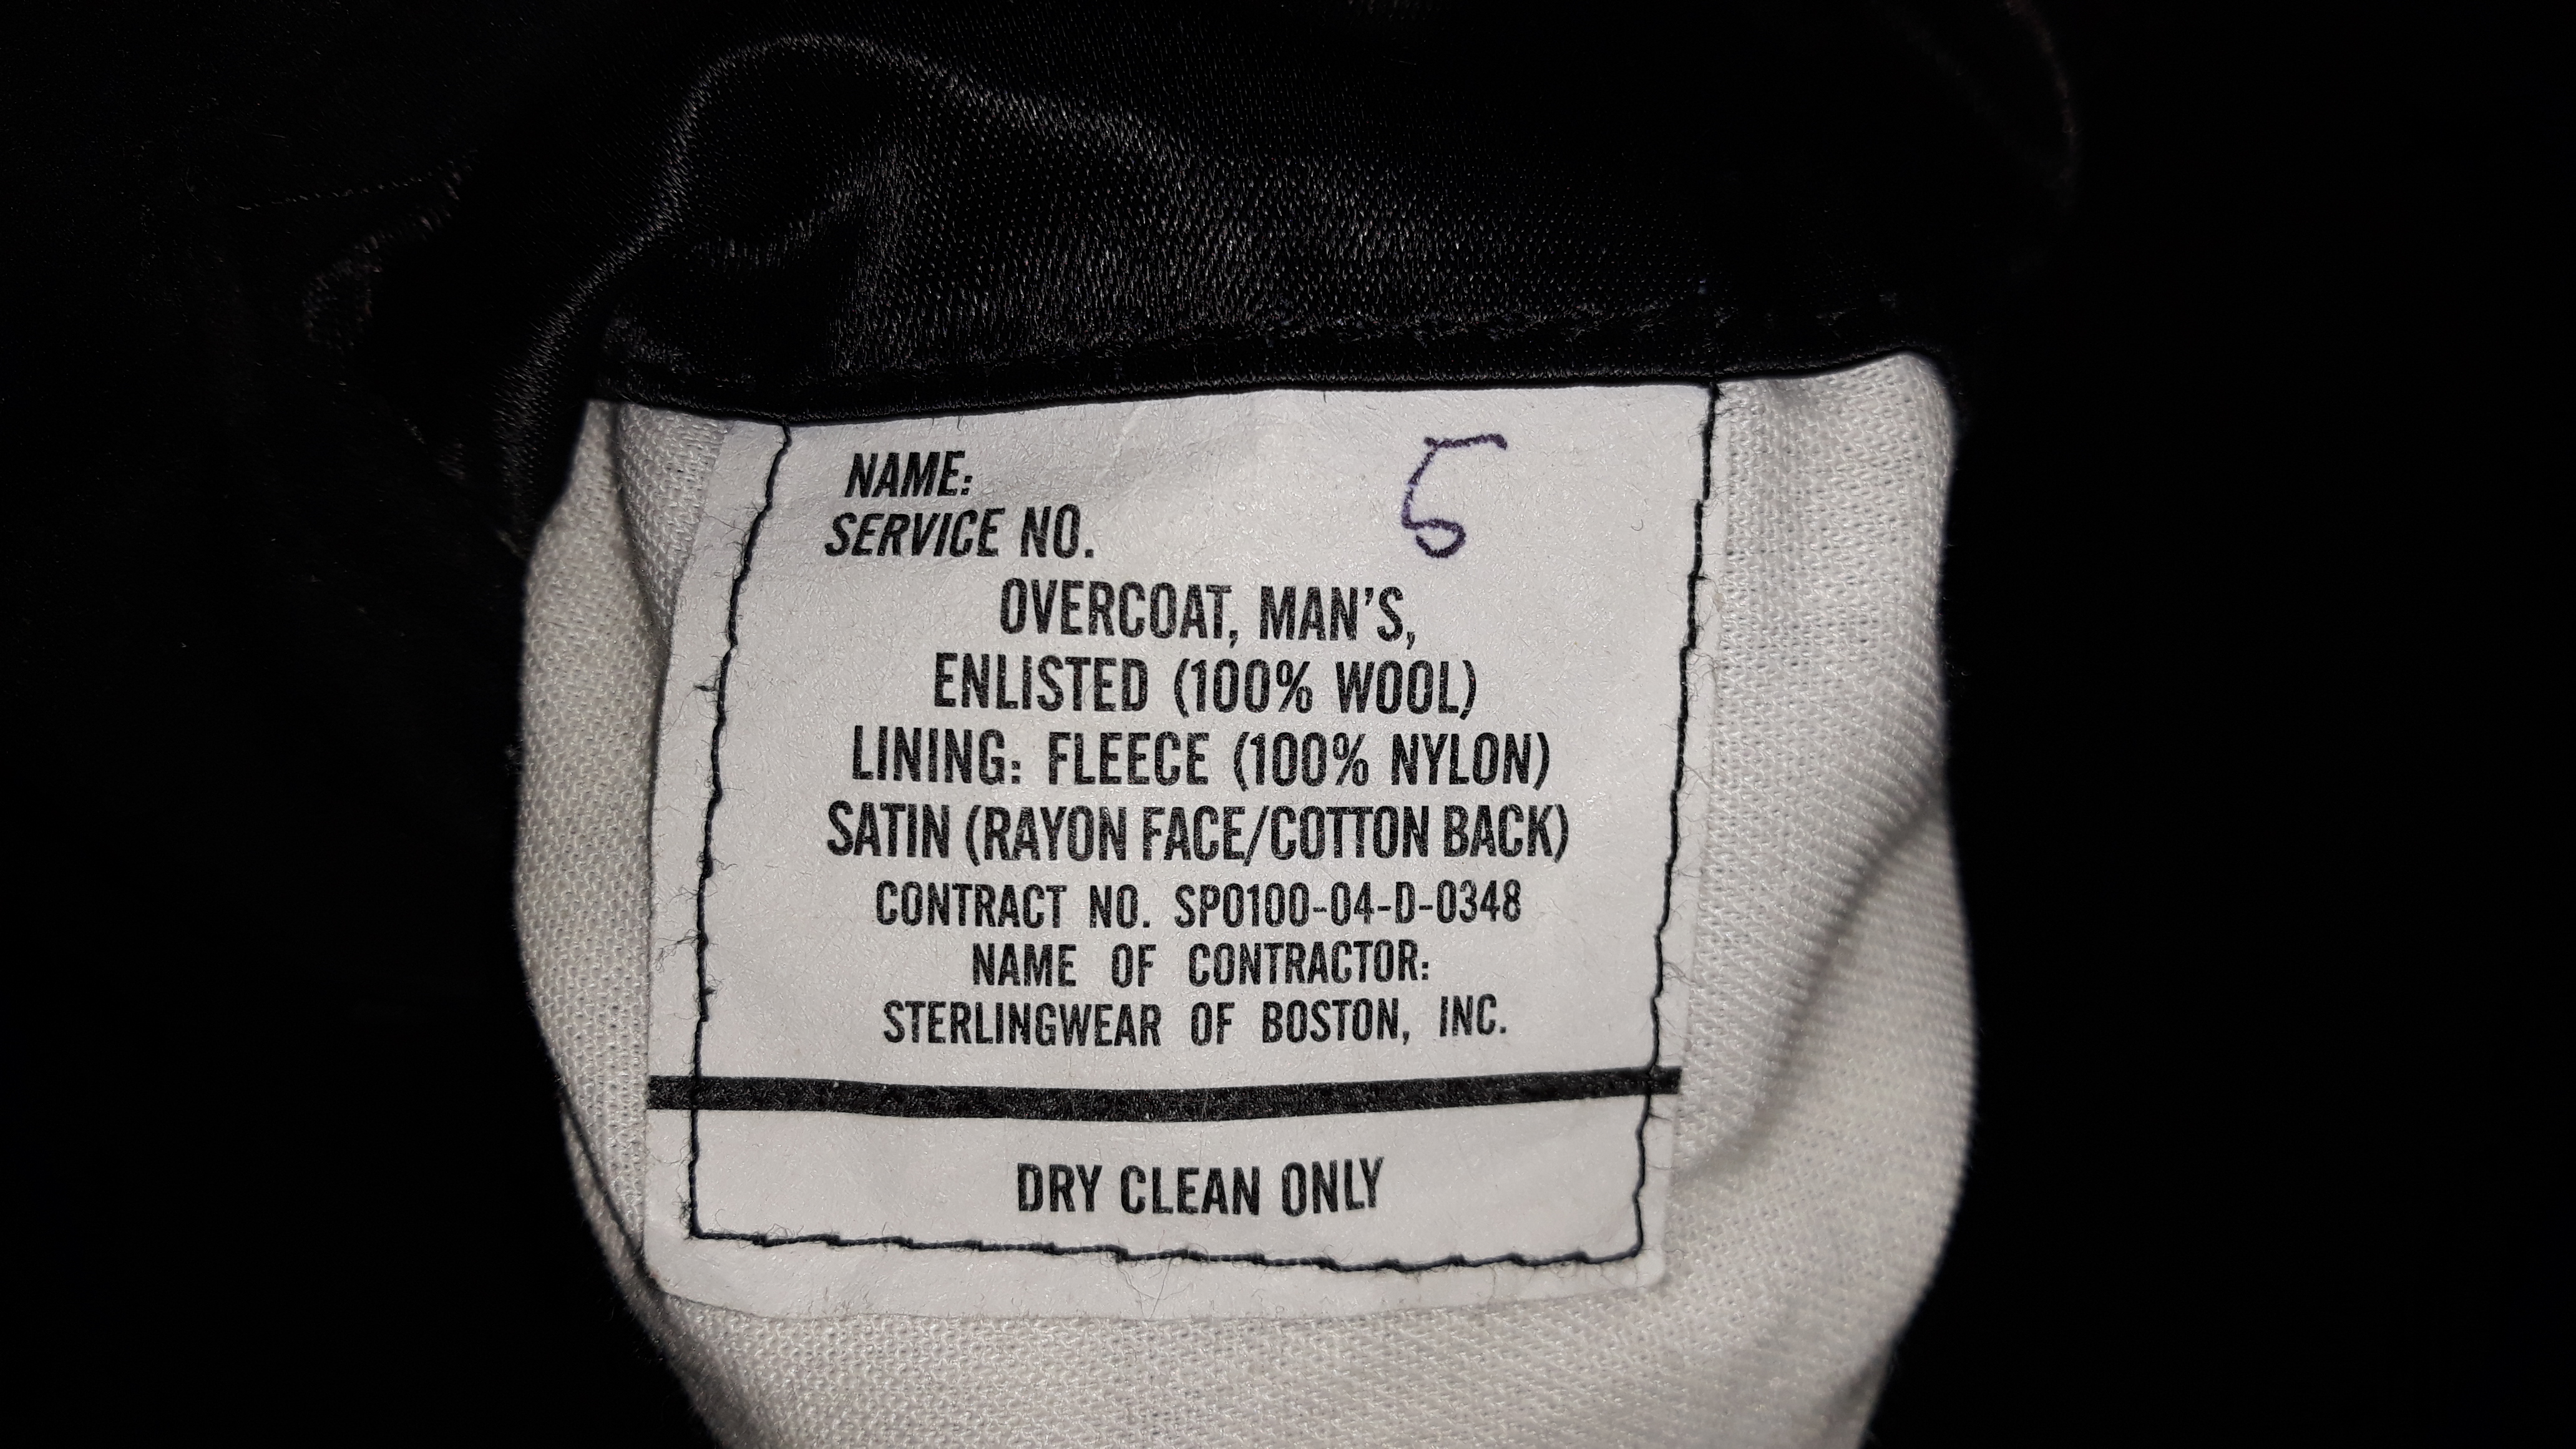 NAME:
SERVICE NO.
5
OVERCOAT, MAN'S,
ENLISTED (100% WOOL)
LINING: FLEECE (100% NYLON)
SATIN (RAYON FACE/COTTON BACK)
CONTRACT NO. SP0100-04-D-0348
NAME OF CONTRACTOR:
STERLINGWEAR OF BOSTON, INC.
DRY CLEAN ONLY